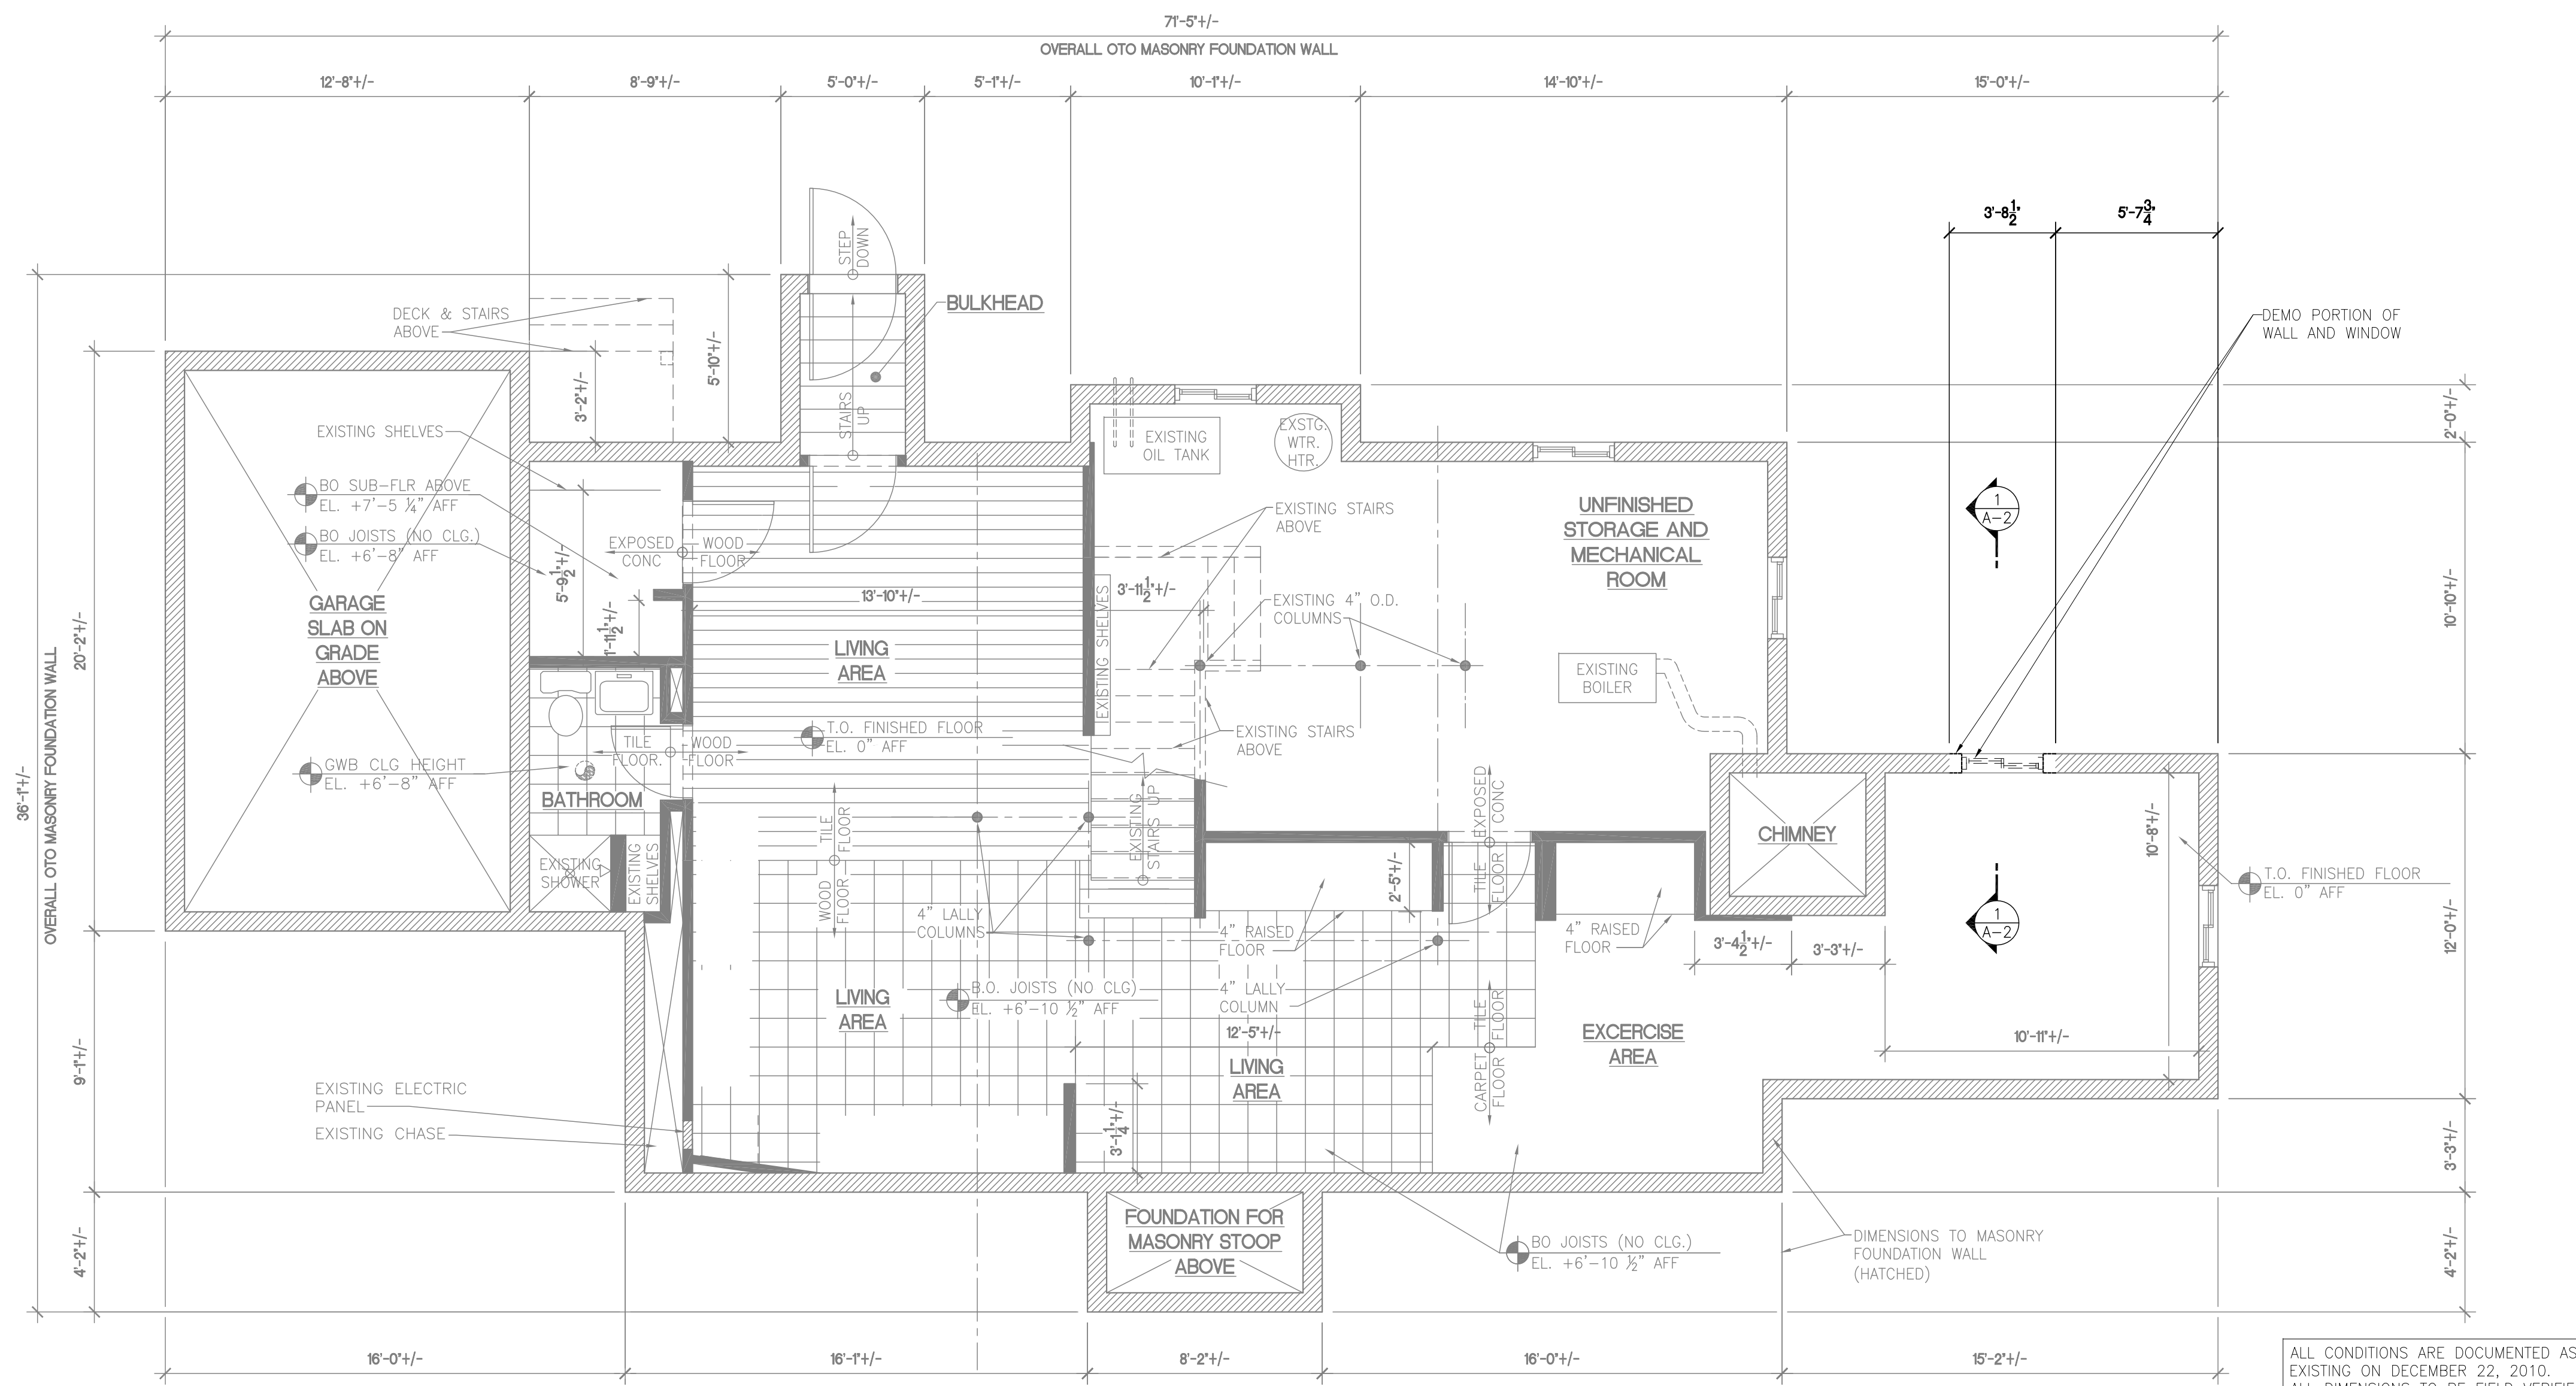 71'-5"+/-
OVERALL OTO MASONRY FOUNDATION WALL
12'-8"+/-
8'-9"+/-
5'-0"+/-
5'-1"+/-
10'-1"+/-
14'-10"+/-
15'-0"+/-
3'-8 1/2"
5'-7 3/4"
STEP
DOWN
BULKHEAD
DECK & STAIRS
ABOVE
DEMO PORTION OF
WALL AND WINDOW
3'-2"+/-
5'-10"+/-
STAIRS
UP
2'-0"+/-
EXISTING SHELVES
EXISTING
OIL TANK
EXSTG.
WTR.
HTR.
BO SUB-FLR ABOVE
EL. +7'-5 ¼" AFF
BO JOISTS (NO CLG.)
EL. +6'-8" AFF
EXISTING STAIRS
ABOVE
UNFINISHED
STORAGE AND
MECHANICAL
ROOM
1
A-2
EXPOSED
CONC
WOOD
FLOOR
5'-9 1/2"+/-
1'-11 1/2"+/-
13'-10"+/-
EXISTING SHELVES
3'-11 1/2"+/-
EXISTING 4" O.D.
COLUMNS
10'-10"+/-
GARAGE
SLAB ON
GRADE
ABOVE
20'-2"+/-
LIVING
AREA
EXISTING
BOILER
36'-1"+/-
OVERALL OTO MASONRY FOUNDATION WALL
T.O. FINISHED FLOOR
EL. 0" AFF
EXISTING STAIRS
ABOVE
TILE
FLOOR.
WOOD
FLOOR
GWB CLG HEIGHT
EL. +6'-8" AFF
BATHROOM
TILE
FLOOR
WOOD
FLOOR
EXISTING
STAIRS UP
EXPOSED
CONC
TILE
FLOOR
CHIMNEY
10'-8"+/-
EXISTING
SHOWER
EXISTING
SHELVES
2'-5"+/-
T.O. FINISHED FLOOR
EL. 0" AFF
4" LALLY
COLUMNS
4" RAISED
FLOOR
4" RAISED
FLOOR
1
A-2
3'-4 1/2"+/-
3'-3"+/-
12'-0"+/-
B.O. JOISTS (NO CLG)
EL. +6'-10 ½" AFF
4" LALLY
COLUMN
LIVING
AREA
TILE
FLOOR
CARPET
FLOOR
12'-5"+/-
LIVING
AREA
EXCERCISE
AREA
10'-11"+/-
9'-1"+/-
EXISTING ELECTRIC
PANEL
EXISTING CHASE
3'-1 1/4"+/-
3'-3"+/-
FOUNDATION FOR
MASONRY STOOP
ABOVE
BO JOISTS (NO CLG.)
EL. +6'-10 ½" AFF
DIMENSIONS TO MASONRY
FOUNDATION WALL
(HATCHED)
4'-2"+/-
4'-2"+/-
16'-0"+/-
16'-1"+/-
8'-2"+/-
16'-0"+/-
15'-2"+/-
ALL CONDITIONS ARE DOCUMENTED AS
EXISTING ON DECEMBER 22, 2010.
ALL DIMENSIONS TO BE FIELD VERIFIE